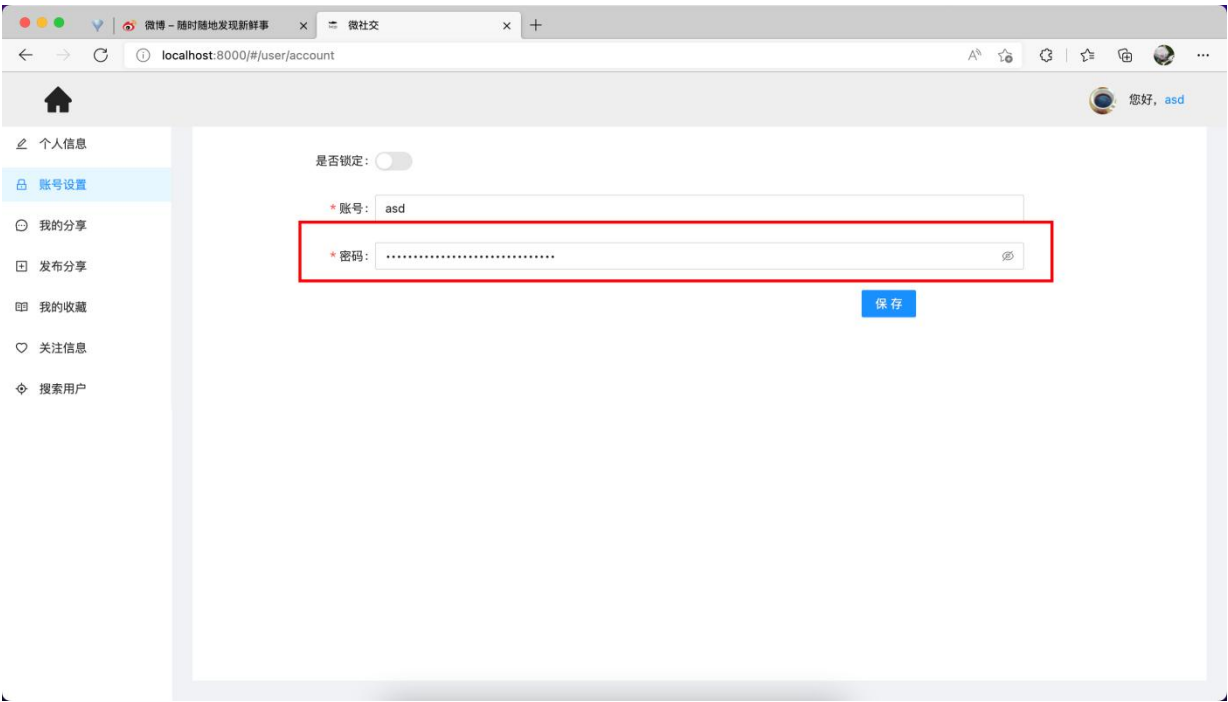 微博 – 随时随地发现新鲜事
微社交
localhost:8000/#/user/account
您好, asd
个人信息
账号设置
我的分享
发布分享
我的收藏
关注信息
搜索用户
是否锁定:
* 账号: asd
* 密码: •••••••••••••••••••••••••••••••
保 存